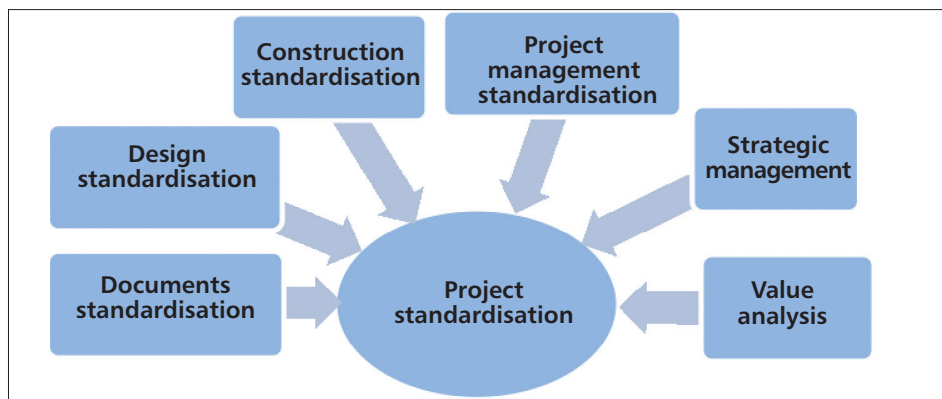 Construction
standardisation
Project
management
standardisation
Design
standardisation
Strategic
management
Documents
standardisation
Project
standardisation
Value
analysis